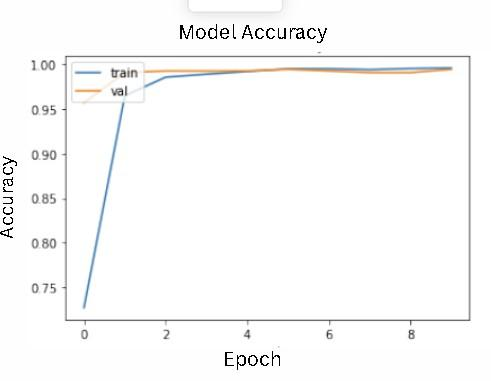 Model Accuracy
1.00
train
val
0.95
0.90
0.85
0.80
0.75
Accuracy
0 2 4 6 8
Epoch